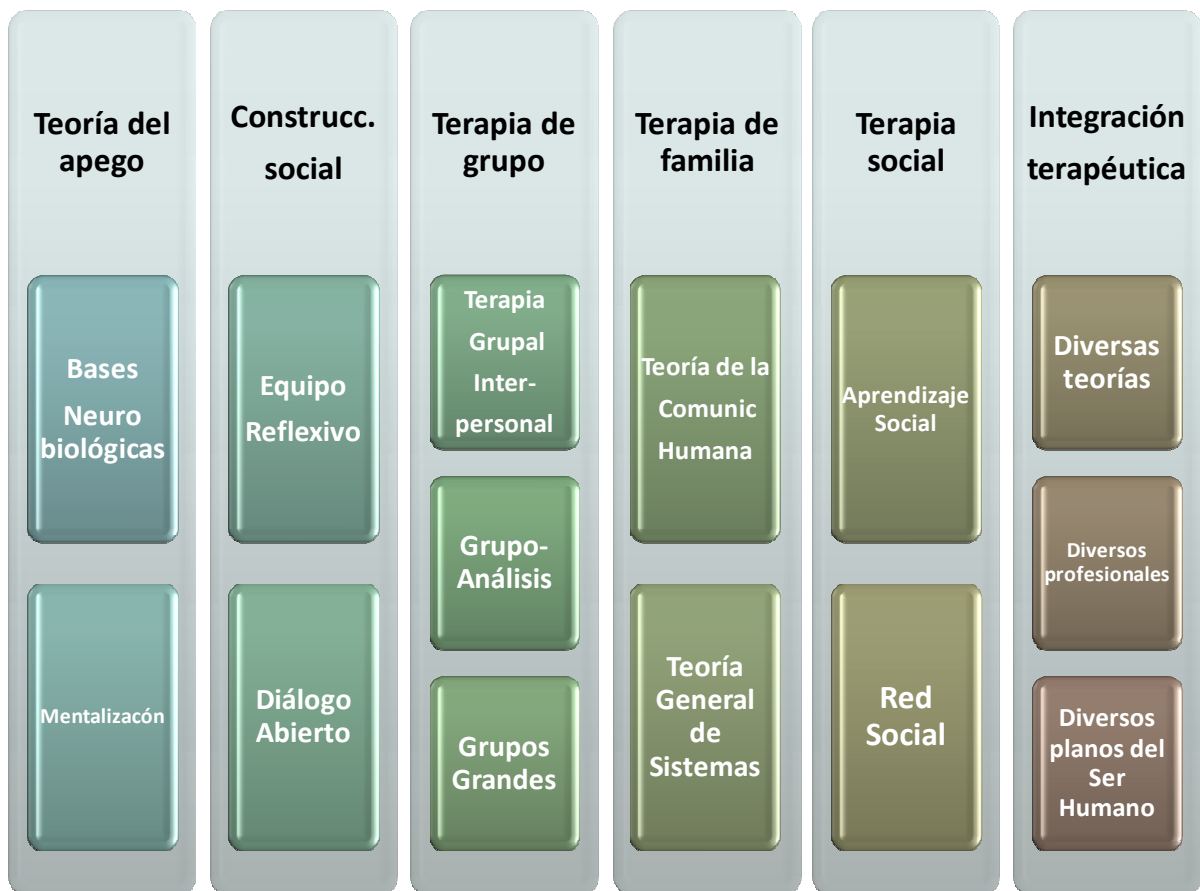 Teoría del
apego
Bases
Neuro
biológicas
Mentalizacón
Construcc.
social
Equipo
Reflexivo
Diálogo
Abierto
Terapia de
grupo
Terapia
Grupal
Inter-
personal
Grupo-
Análisis
Grupos
Grandes
Terapia de
familia
Teoría de la
Comunic
Humana
Teoría
General
de
Sistemas
Terapia
social
Aprendizaje
Social
Red
Social
Integración
terapéutica
Diversas
teorías
Diversos
profesionales
Diversos
planos del
Ser
Humano